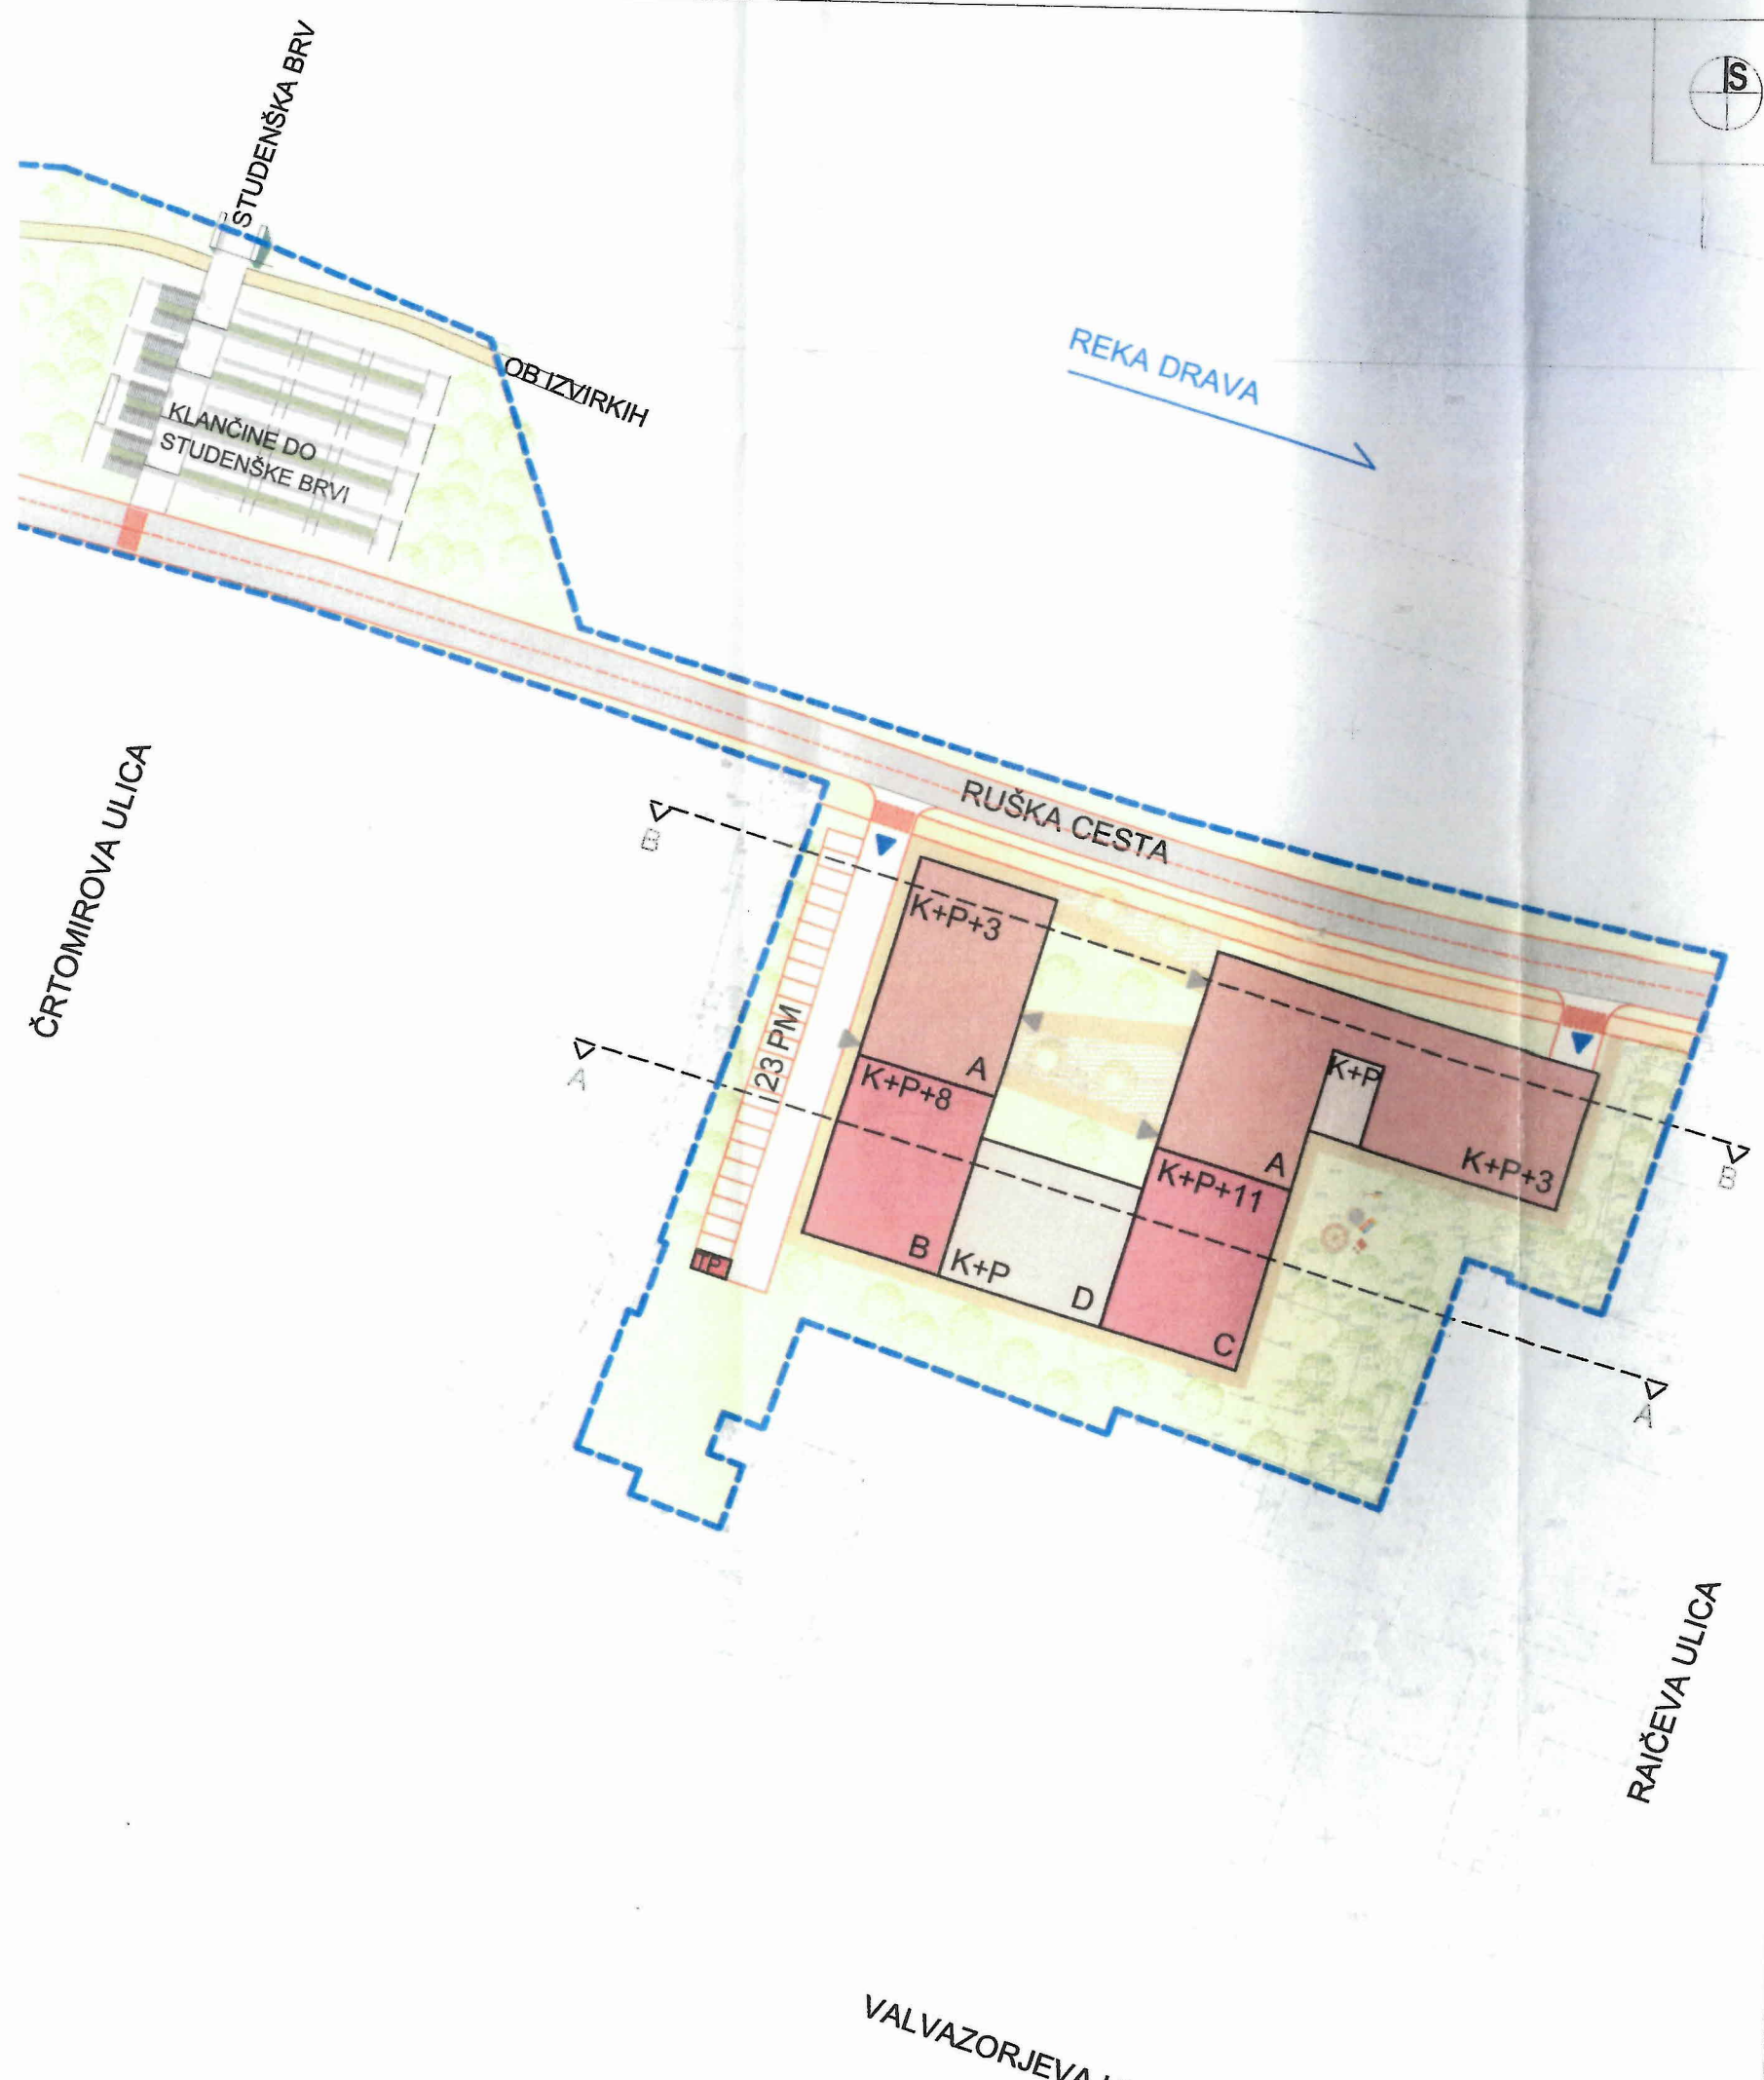 S
STUDENŠKA BRV
OB IZVIRKIH
REKA DRAVA
KLANČINE DO
STUDENŠKE BRVI
ČRTOMIROVA ULICA
RUŠKA CESTA
B
K+P+3
23 PM
A
A
K+P+8
K+P
A
K+P+11
K+P+3
B
TP
B
K+P
D
C
A
RAIČEVA ULICA
VALVAZORJEVA